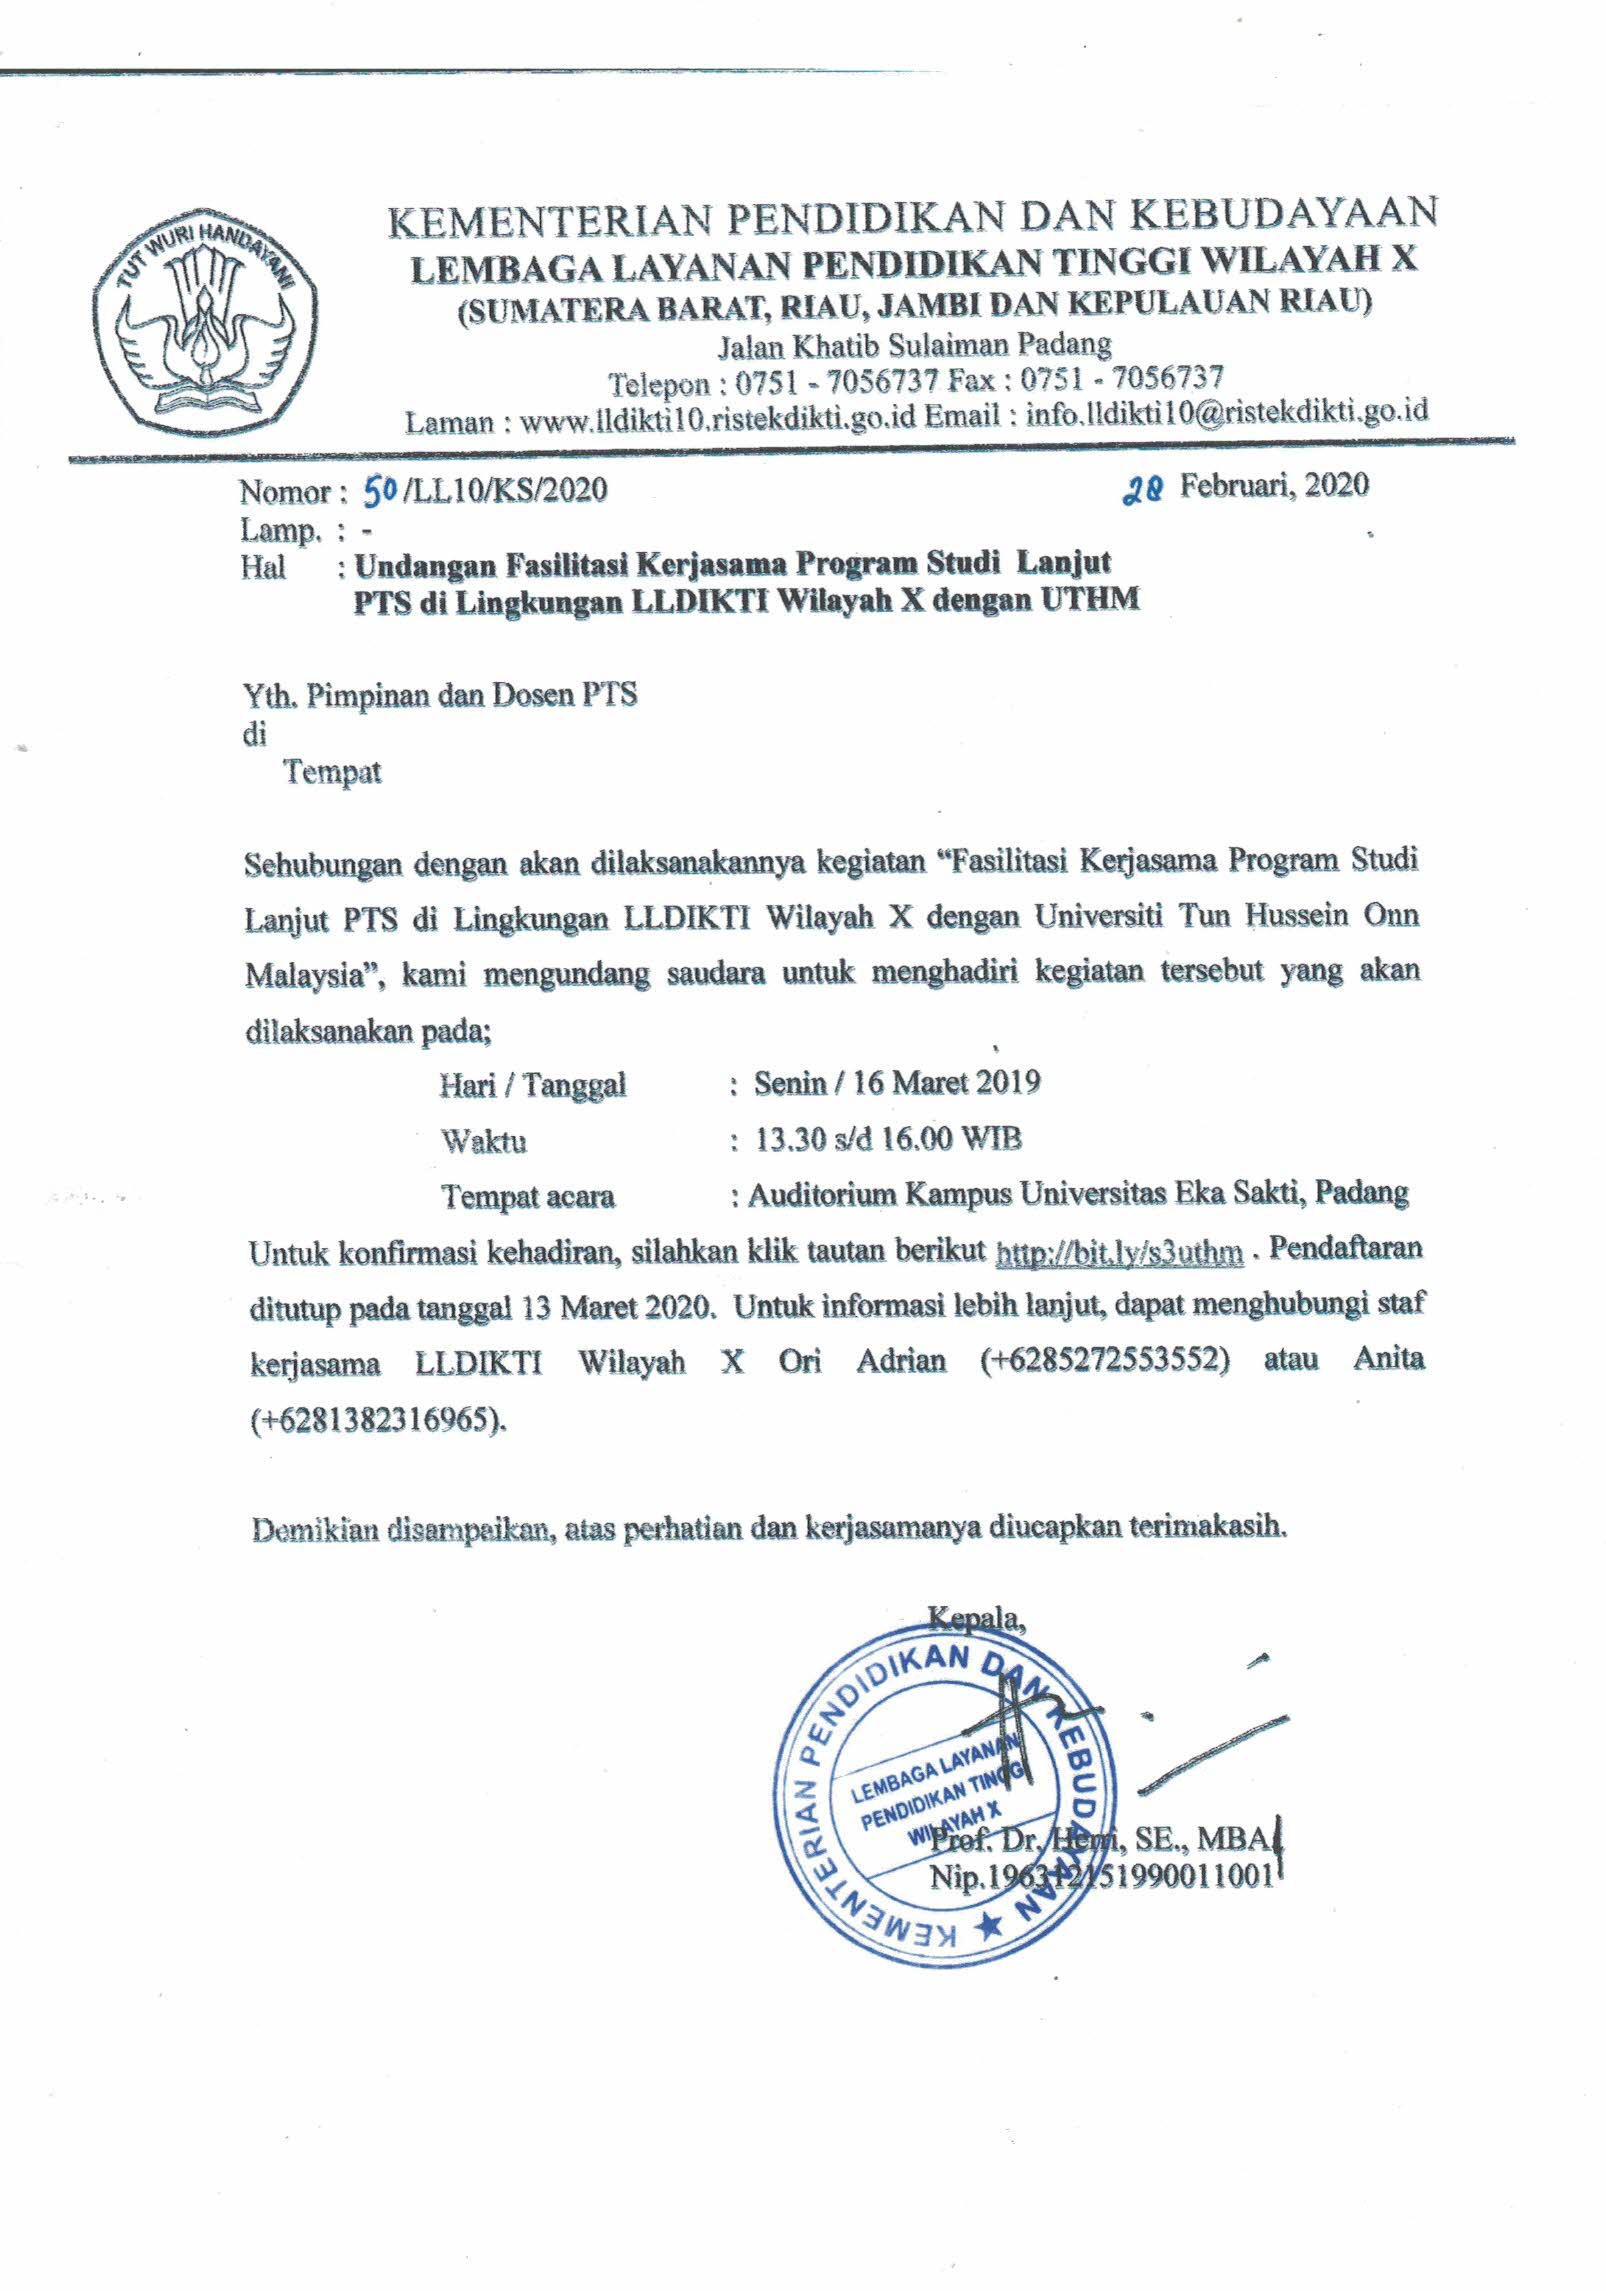 TUT WURI HANDAYANI
KEMENTERIAN PENDIDIKAN DAN KEBUDAYAAN
LEMBAGA LAYANAN PENDIDIKAN TINGGI WILAYAH X
(SUMATERA BARAT, RIAU, JAMBI DAN KEPULAUAN RIAU)
Jalan Khatib Sulaiman Padang
Telepon : 0751 - 7056737 Fax : 0751 - 7056737
Laman : www.lldikti10.ristekdikti.go.id Email : info.lldikti10@ristekdikti.go.id
Nomor : 50/LL10/KS/2020 28 Februari, 2020
Lamp. : -
Hal : Undangan Fasilitasi Kerjasama Program Studi Lanjut
PTS di Lingkungan LLDIKTI Wilayah X dengan UTHM
Yth. Pimpinan dan Dosen PTS
di
Tempat
Sehubungan dengan akan dilaksanakannya kegiatan “Fasilitasi Kerjasama Program Studi
Lanjut PTS di Lingkungan LLDIKTI Wilayah X dengan Universiti Tun Hussein Onn
Malaysia”, kami mengundang saudara untuk menghadiri kegiatan tersebut yang akan
dilaksanakan pada;
Hari / Tanggal : Senin / 16 Maret 2019
Waktu : 13.30 s/d 16.00 WIB
Tempat acara : Auditorium Kampus Universitas Eka Sakti, Padang
Untuk konfirmasi kehadiran, silahkan klik tautan berikut http://bit.ly/s3uthm . Pendaftaran
ditutup pada tanggal 13 Maret 2020. Untuk informasi lebih lanjut, dapat menghubungi staf
kerjasama LLDIKTI Wilayah X Ori Adrian (+6285272553552) atau Anita
(+6281382316965).
Demikian disampaikan, atas perhatian dan kerjasamanya diucapkan terimakasih.
Kepala,
KEMENTERIAN PENDIDIKAN DAN KEBUDAYAAN
LEMBAGA LAYANAN
PENDIDIKAN TINGGI
WILAYAH X
Prof. Dr. Herri, SE., MBA
Nip.196312151990011001